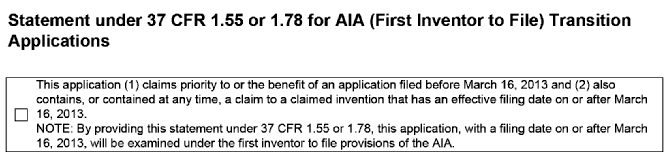 Statement under 37 CFR 1.55 or 1.78 for AIA (First Inventor to File) Transition
Applications
This application (1) claims priority to or the benefit of an application filed before March 16, 2013 and (2) also
contains, or contained at any time, a claim to a claimed invention that has an effective filing date on or after March
16, 2013.
NOTE: By providing this statement under 37 CFR 1.55 or 1.78, this application, with a filing date on or after March
16, 2013, will be examined under the first inventor to file provisions of the AIA.